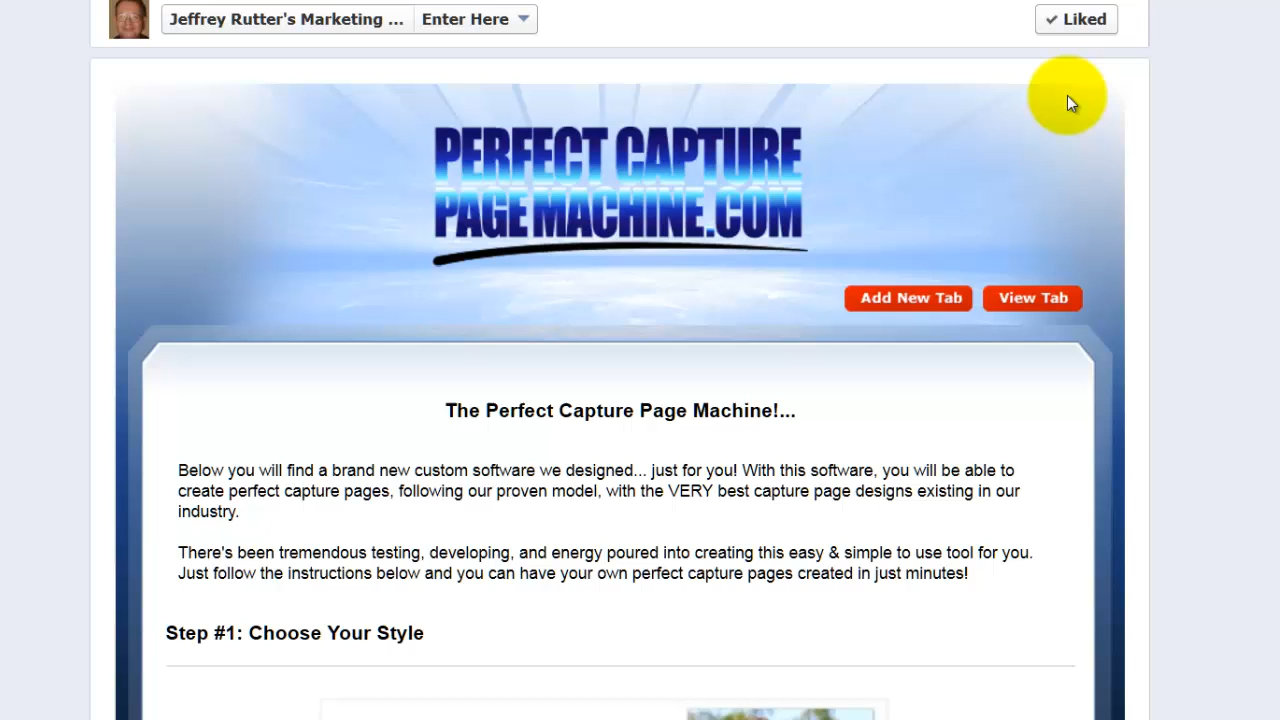 Jeffrey Rutter's Marketing ... Enter Here Liked
PERFECT CAPTURE
PAGE MACHINE.COM
Add New Tab View Tab
The Perfect Capture Page Machine!...
Below you will find a brand new custom software we designed... just for you! With this software, you will be able to
create perfect capture pages, following our proven model, with the VERY best capture page designs existing in our
industry.
There's been tremendous testing, developing, and energy poured into creating this easy & simple to use tool for you.
Just follow the instructions below and you can have your own perfect capture pages created in just minutes!
Step #1: Choose Your Style